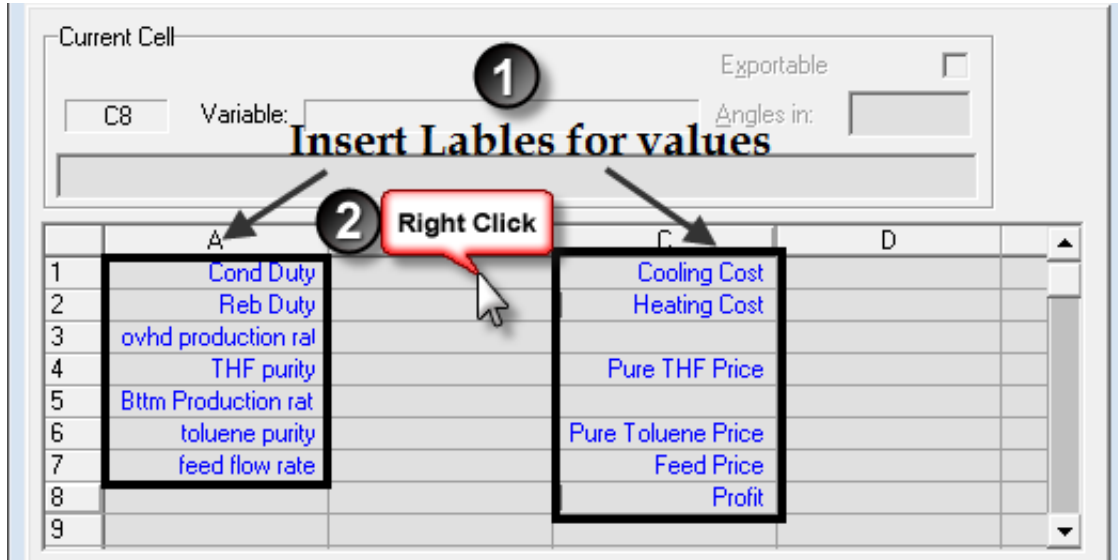 Current Cell
1
Exportable
C8 Variable: Angles in:
Insert Lables for values
2 Right Click
A C D
1 Cond Duty Cooling Cost
2 Reb Duty Heating Cost
3 ovhd production rat
4 THF purity Pure THF Price
5 Bttm Production rat
6 toluene purity Pure Toluene Price
7 feed flow rate Feed Price
8 Profit
9